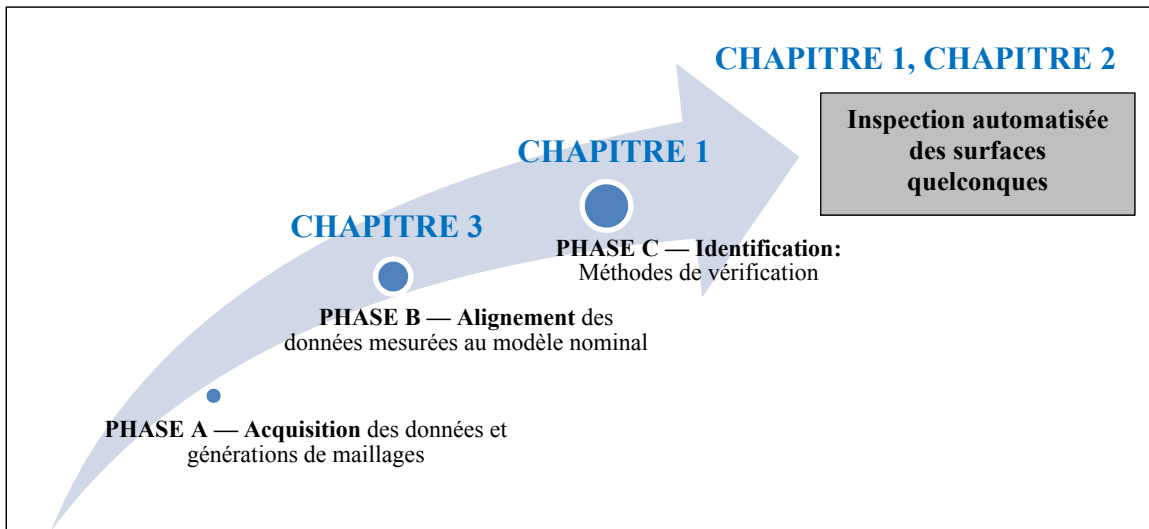 CHAPITRE 1, CHAPITRE 2
Inspection automatisée
des surfaces
quelconques
CHAPITRE 1
PHASE C — Identification:
Méthodes de vérification
CHAPITRE 3
PHASE B — Alignement des
données mesurées au modèle nominal
PHASE A — Acquisition des données et
générations de maillages